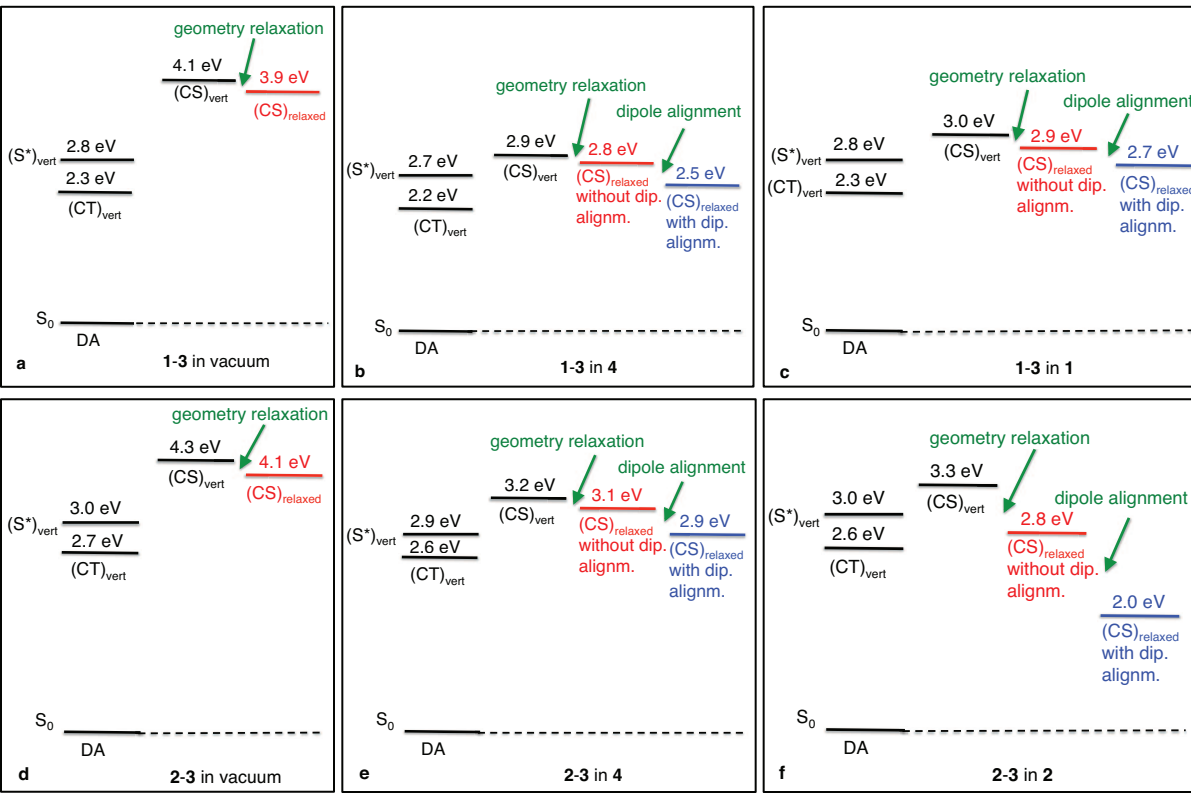 geometry relaxation
4.1 eV
(CS)vert
3.9 eV
(CS)relaxed
2.8 eV
(S*)vert
2.3 eV
(CT)vert
S0
DA
a
1-3 in vacuum
geometry relaxation
dipole alignment
2.9 eV
(CS)vert
2.8 eV
(CS)relaxed
without dip.
alignm.
2.7 eV
(S*)vert
2.2 eV
(CT)vert
2.5 eV
(CS)relaxed
with dip.
alignm.
S0
DA
b
1-3 in 4
geometry relaxation
dipole alignment
3.0 eV
(CS)vert
2.9 eV
(CS)relaxed
without dip.
alignm.
2.8 eV
(S*)vert
2.3 eV
(CT)vert
2.7 eV
(CS)relaxed
with dip.
alignm.
S0
DA
c
1-3 in 1
geometry relaxation
4.3 eV
(CS)vert
4.1 eV
(CS)relaxed
3.0 eV
(S*)vert
2.7 eV
(CT)vert
S0
DA
d
2-3 in vacuum
geometry relaxation
dipole alignment
3.2 eV
(CS)vert
3.1 eV
(CS)relaxed
without dip.
alignm.
2.9 eV
(S*)vert
2.6 eV
(CT)vert
2.9 eV
(CS)relaxed
with dip.
alignm.
S0
DA
e
2-3 in 4
geometry relaxation
dipole alignment
3.3 eV
(CS)vert
2.8 eV
(CS)relaxed
without dip.
alignm.
3.0 eV
(S*)vert
2.6 eV
(CT)vert
2.0 eV
(CS)relaxed
with dip.
alignm.
S0
DA
f
2-3 in 2